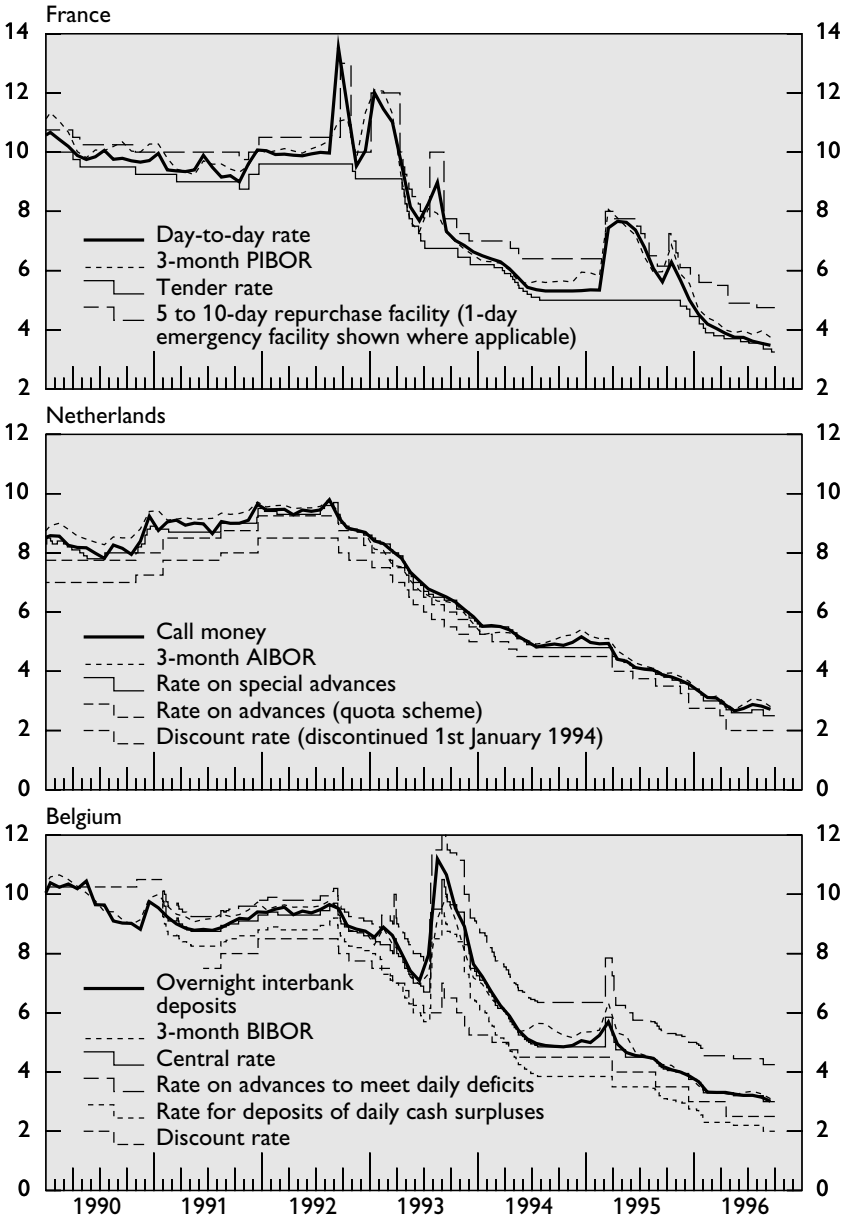 France
14 14
12 12
10 10
8 8
6 6
4 4
2 2
Day-to-day rate
3-month PIBOR
Tender rate
5 to 10-day repurchase facility (1-day
emergency facility shown where applicable)
Netherlands
12 12
10 10
8 8
6 6
4 4
2 2
0 0
Call money
3-month AIBOR
Rate on special advances
Rate on advances (quota scheme)
Discount rate (discontinued 1st January 1994)
Belgium
12 12
10 10
8 8
6 6
4 4
2 2
0 0
Overnight interbank
deposits
3-month BIBOR
Central rate
Rate on advances to meet daily deficits
Rate for deposits of daily cash surpluses
Discount rate
1990 1991 1992 1993 1994 1995 1996